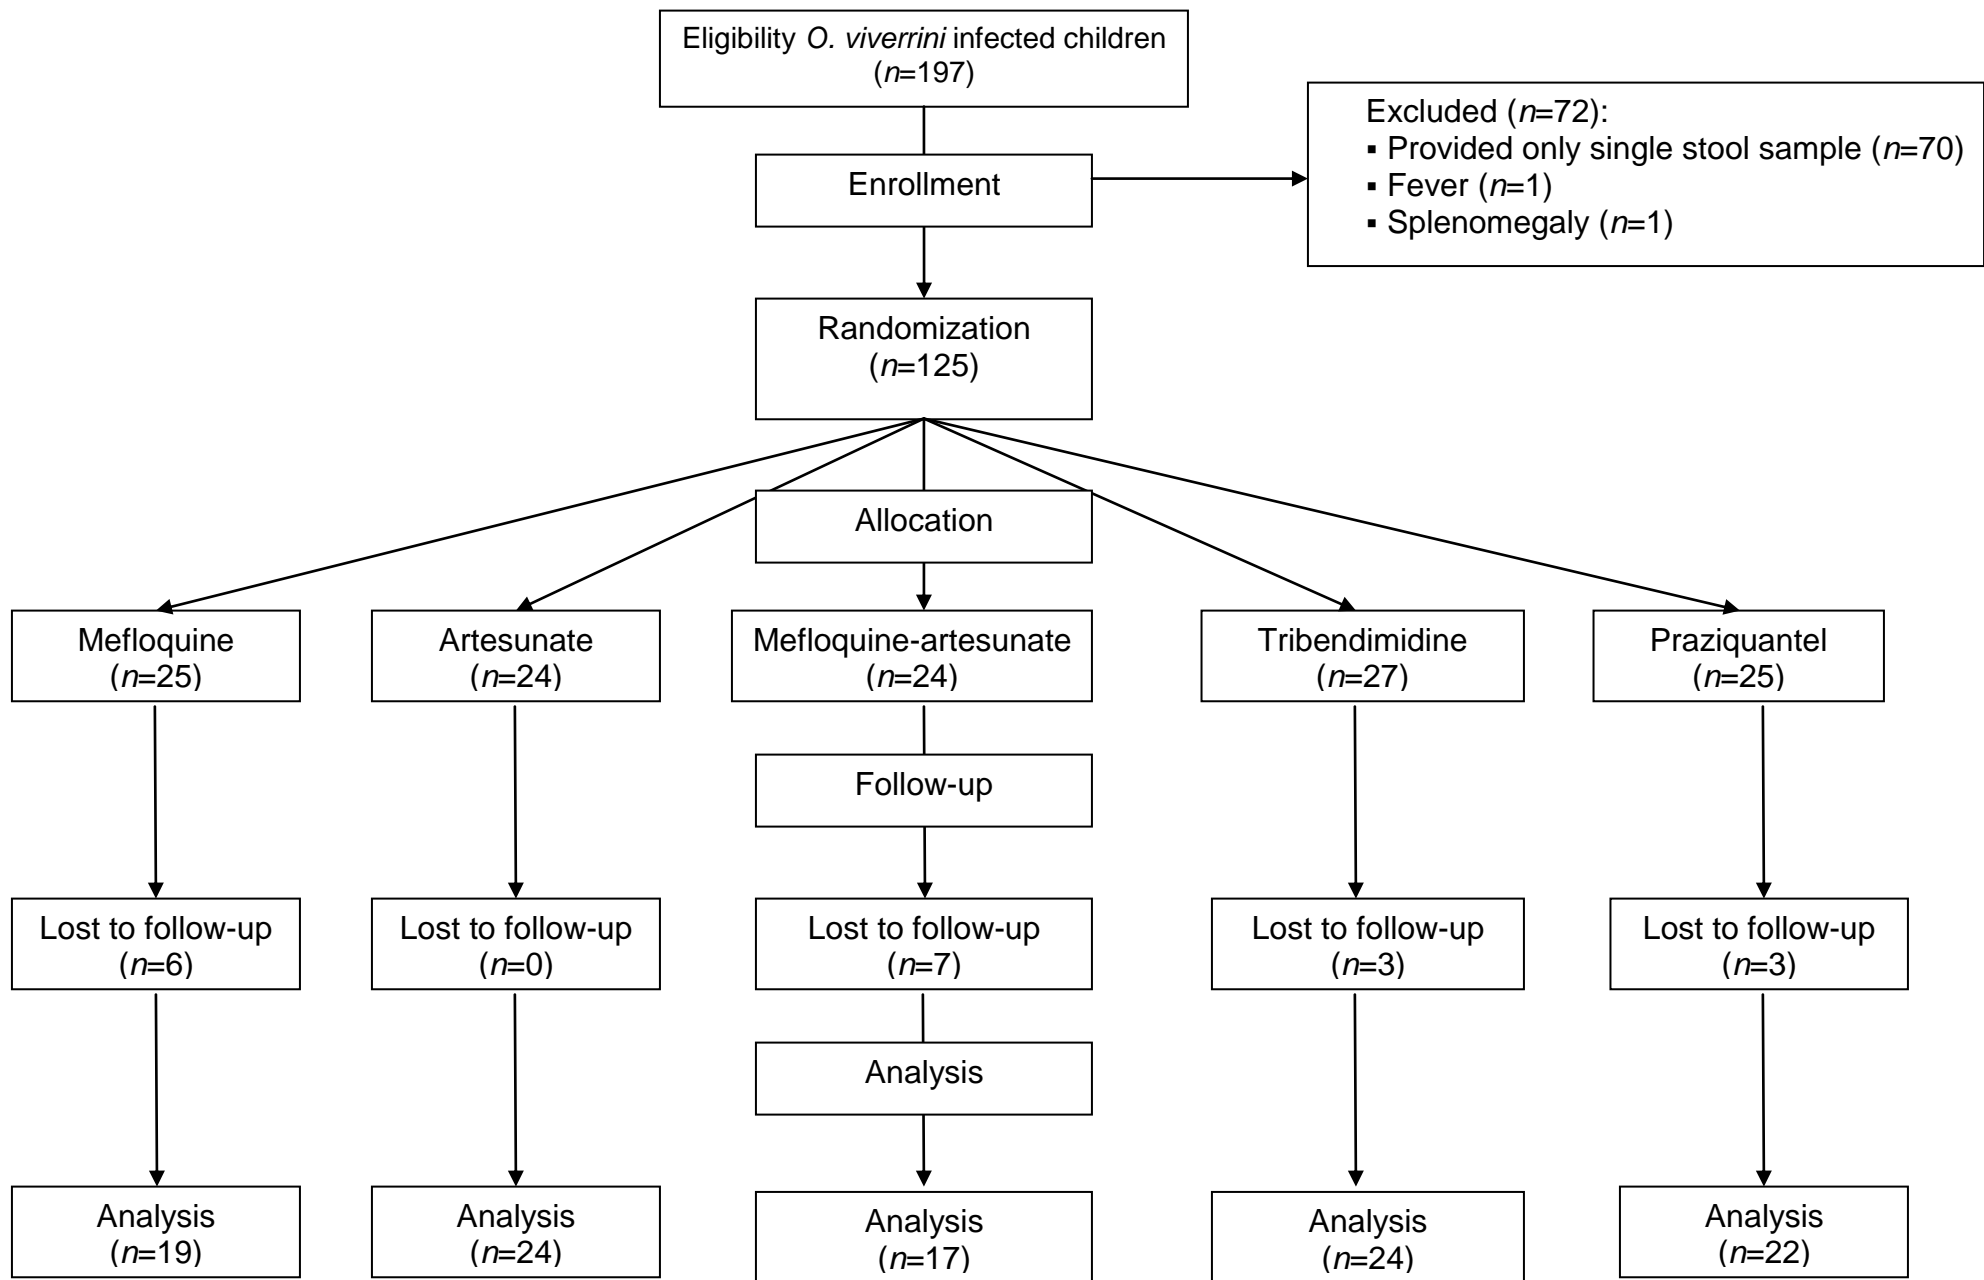 Eligibility O. viverrini infected children
(n=197)
Excluded (n=72):
▪ Provided only single stool sample (n=70)
▪ Fever (n=1)
▪ Splenomegaly (n=1)
Enrollment
Randomization
(n=125)
Allocation
Mefloquine
(n=25)
Artesunate
(n=24)
Mefloquine-artesunate
(n=24)
Tribendimidine
(n=27)
Praziquantel
(n=25)
Follow-up
Lost to follow-up
(n=6)
Lost to follow-up
(n=0)
Lost to follow-up
(n=7)
Lost to follow-up
(n=3)
Lost to follow-up
(n=3)
Analysis
Analysis
(n=19)
Analysis
(n=24)
Analysis
(n=17)
Analysis
(n=24)
Analysis
(n=22)